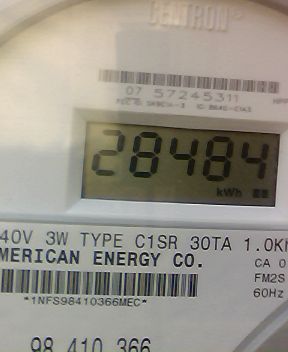 CENTRON
07 57245311
28484
kWh
40V 3W TYPE C1SR 30TA 1.0K
MERICAN ENERGY CO.
CA 0
FM2S
60Hz
*1NFS98410366MEC*
98 410 366